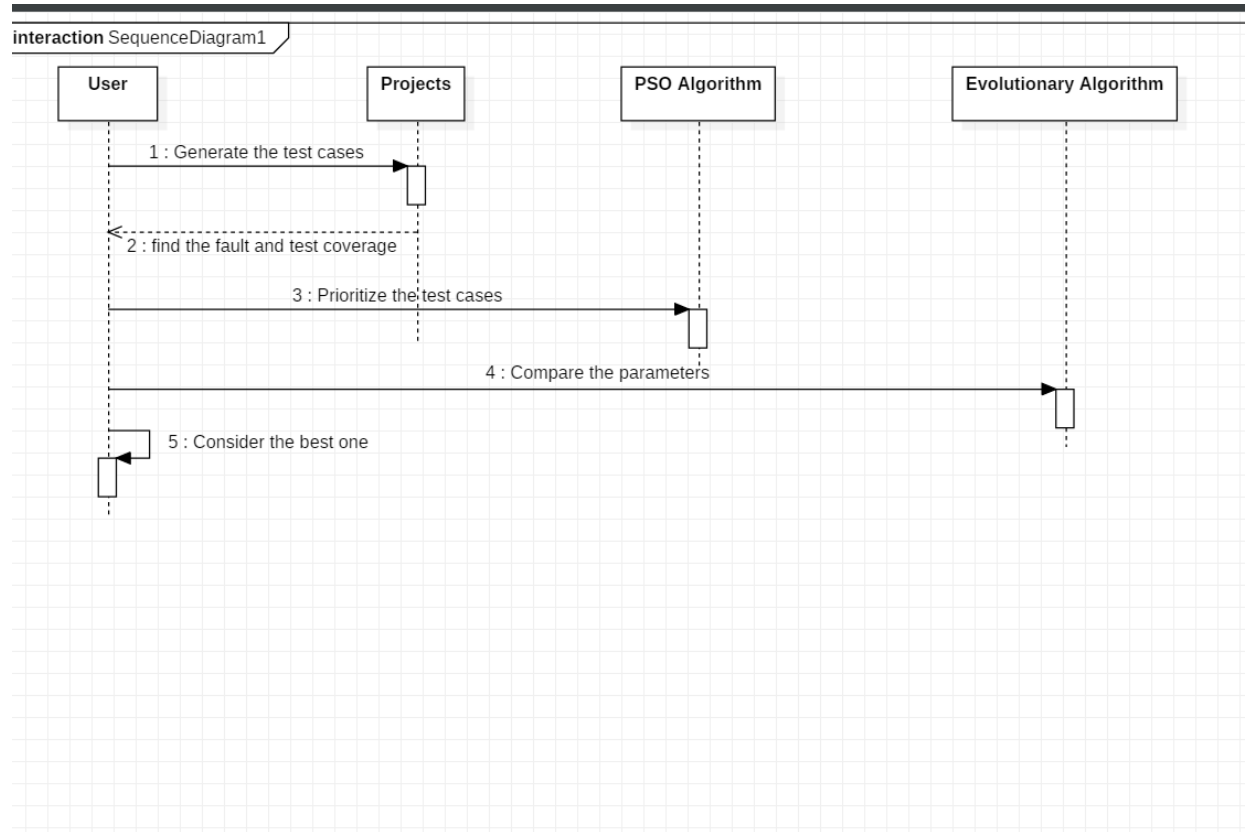 interaction SequenceDiagram1
User
Projects
PSO Algorithm
Evolutionary Algorithm
1 : Generate the test cases
2 : find the fault and test coverage
3 : Prioritize the test cases
4 : Compare the parameters
5 : Consider the best one